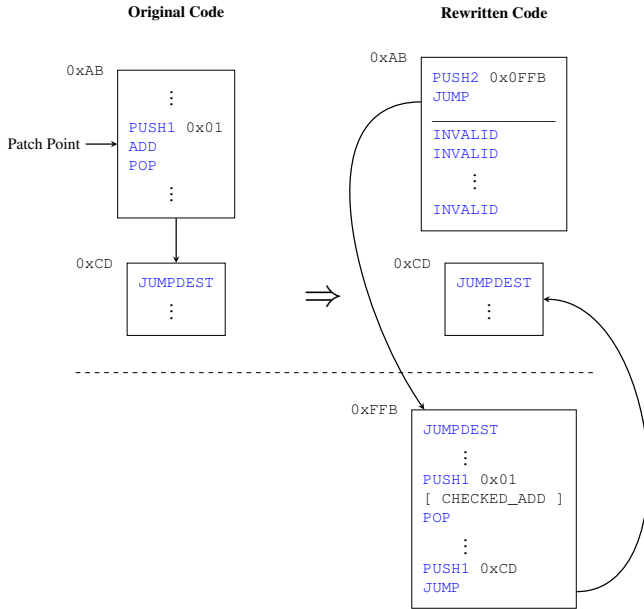 Original Code
0xAB
⋮
PUSH1 0x01
Patch Point
ADD
POP
⋮
0xCD
JUMPDEST
⋮
⇒
Rewritten Code
0xAB
PUSH2 0x0FFB
JUMP
INVALID
INVALID
⋮
INVALID
0xCD
JUMPDEST
⋮
0xFFB
JUMPDEST
⋮
PUSH1 0x01
[ CHECKED_ADD ]
POP
⋮
PUSH1 0xCD
JUMP